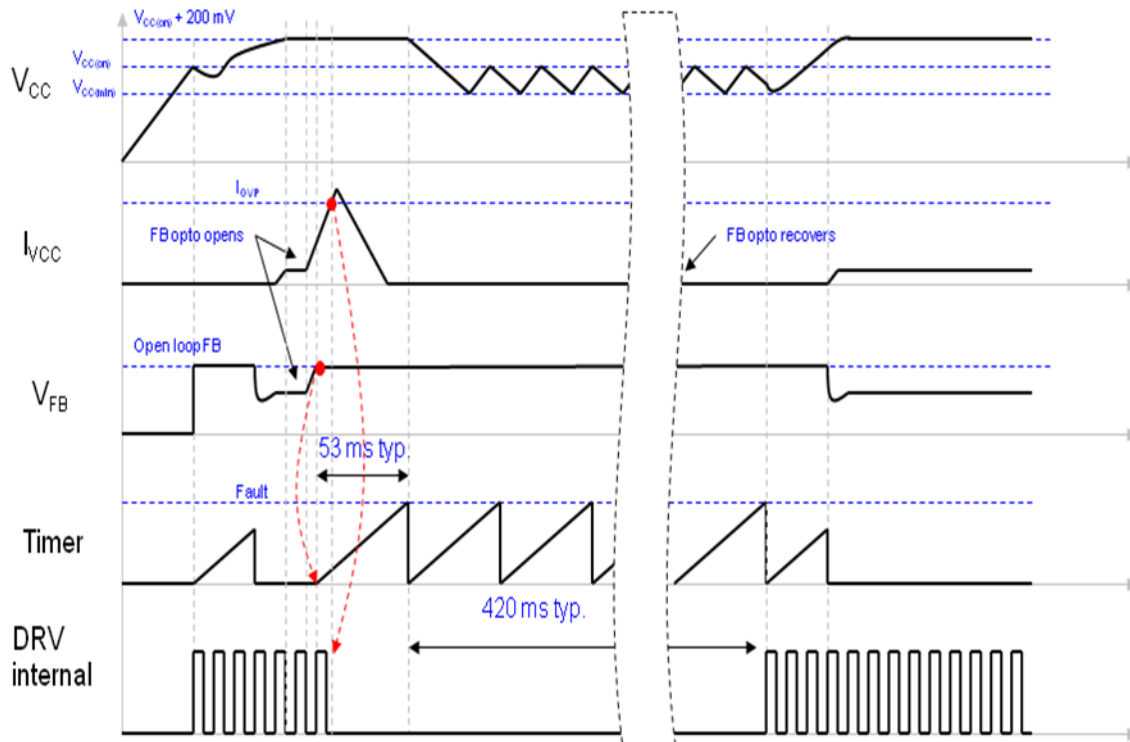 VCC(on) + 200 mV
VCC(on)
VCC
VCC(min)
IOVP
FB opto opens
FB opto recovers
IVCC
Open loop FB
VFB
53 ms typ.
Fault
Timer
420 ms typ.
DRV
internal